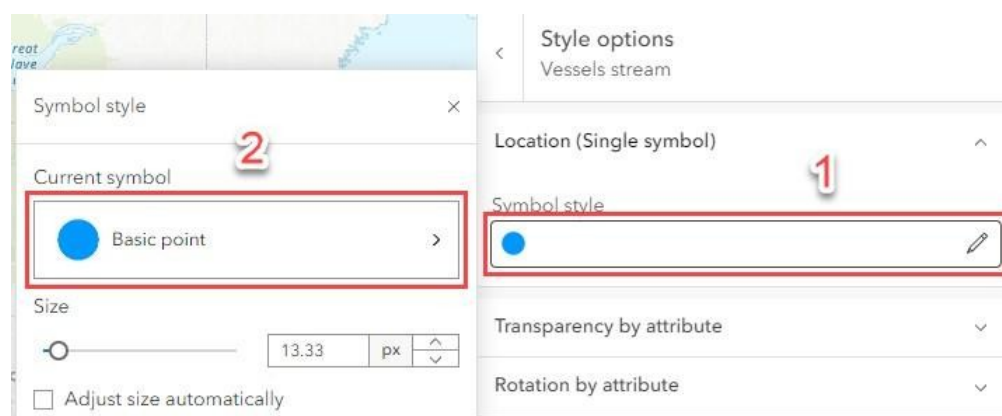 reat
lave
Symbol style
2
Current symbol
Basic point
Size
13.33 px
Adjust size automatically
Style options
Vessels stream
Location (Single symbol)
1
Symbol style
Transparency by attribute
Rotation by attribute